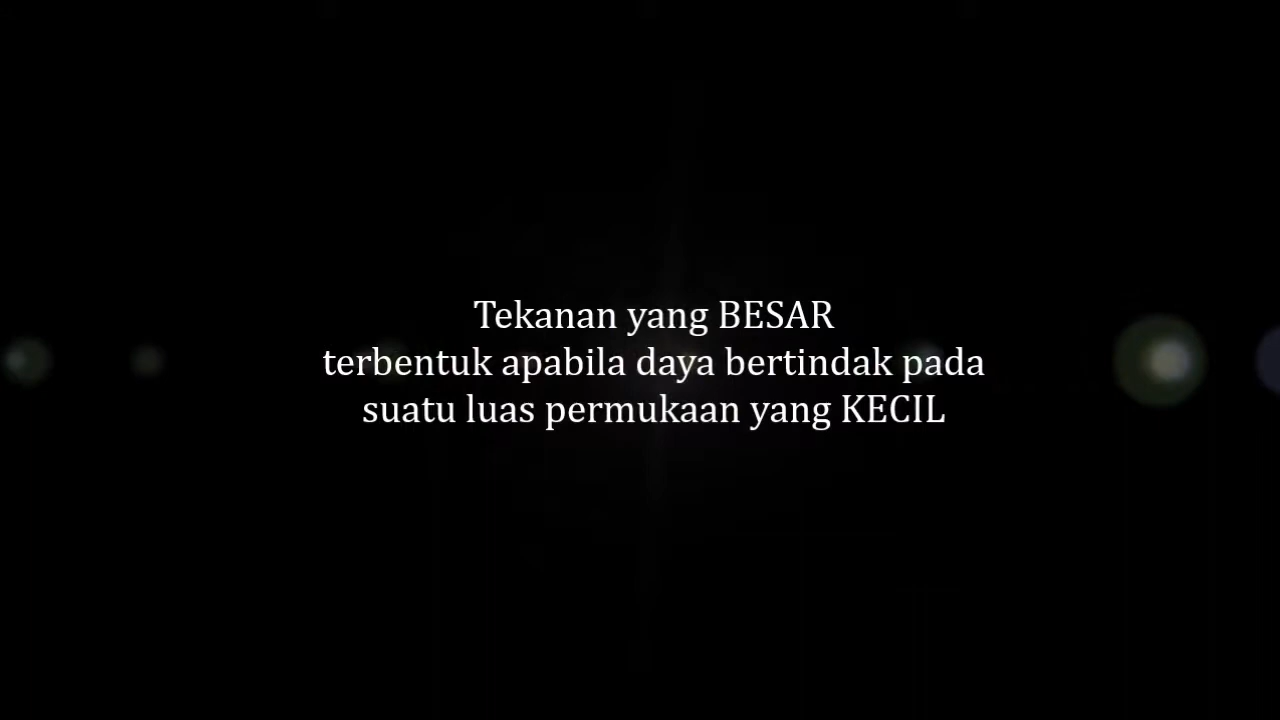 Tekanan yang BESAR
terbentuk apabila daya bertindak pada
suatu luas permukaan yang KECIL